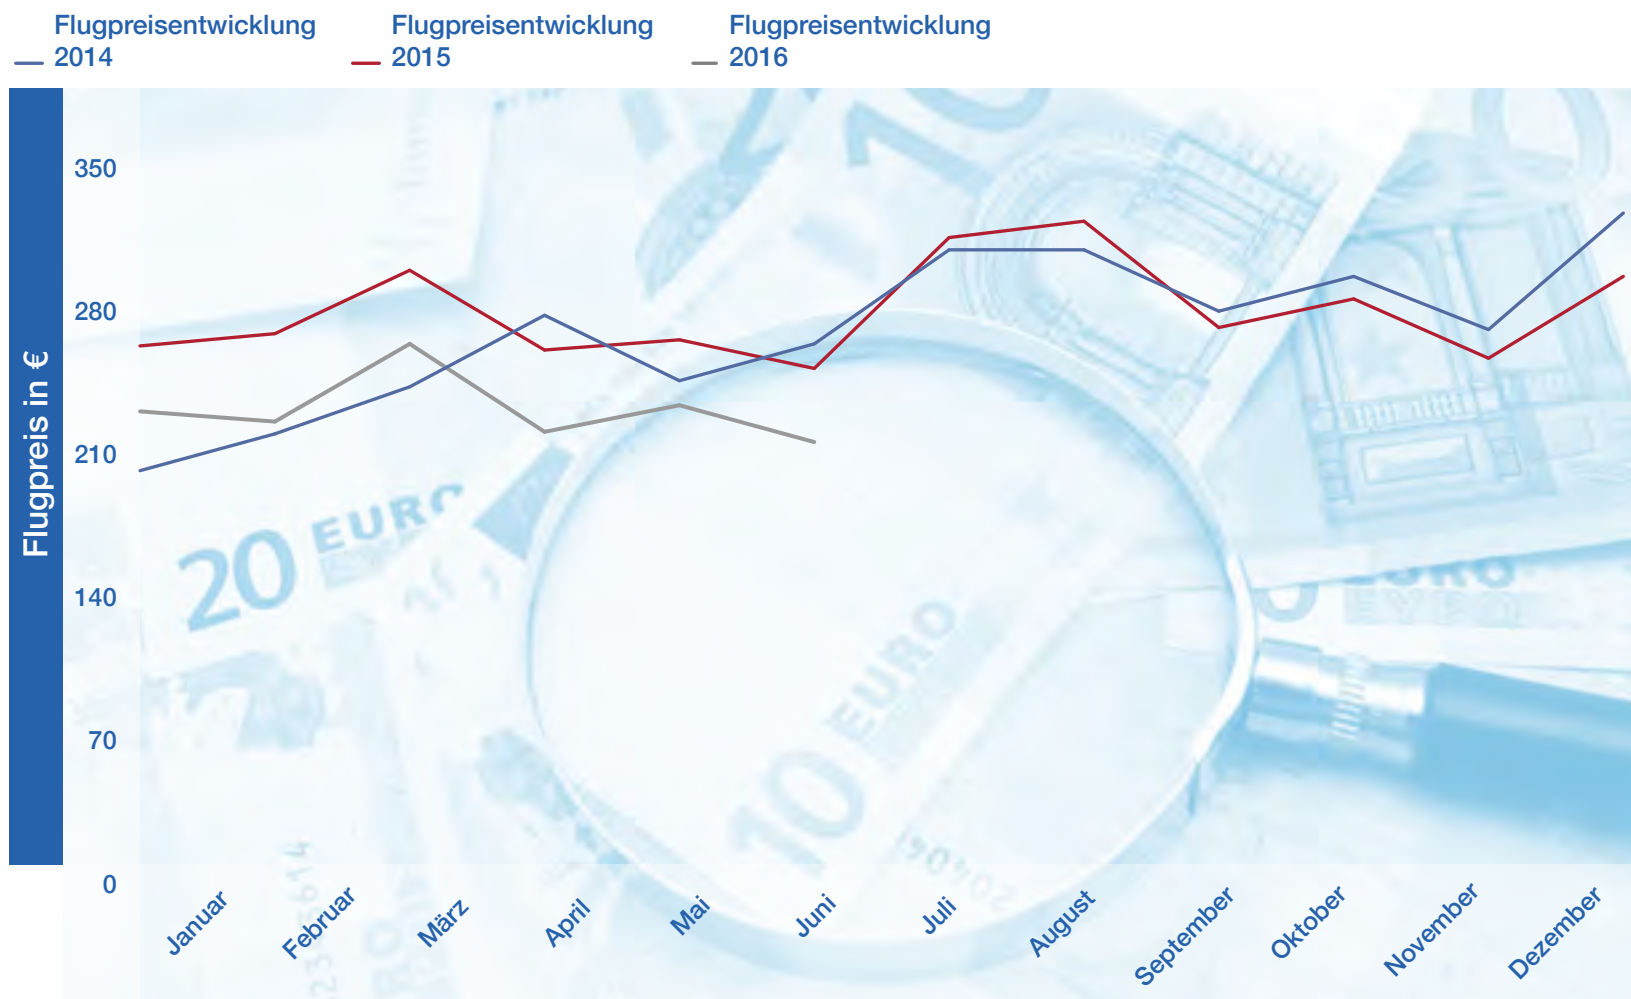 Flugpreisentwicklung
2014
Flugpreisentwicklung
2015
Flugpreisentwicklung
2016
Flugpreis in €
350
280
210
140
70
0
Januar
Februar
März
April
Mai
Juni
Juli
August
September
Oktober
November
Dezember
20 EURO
10 EURO